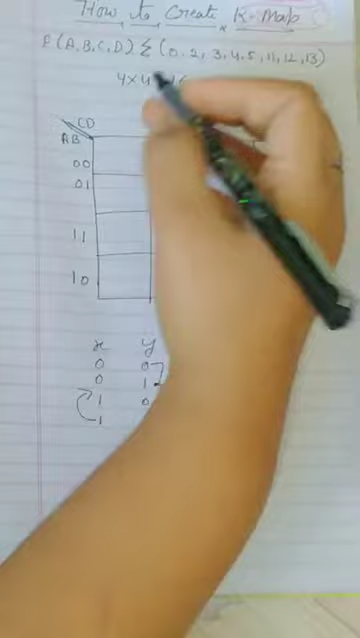 How to Create K-Map
F(A,B,C,D) Σ (0, 2, 3, 4, 5, 11, 12, 13)
4×4
CD
AB
00
01
11
10
x y
0 0
0 1
1 0
1